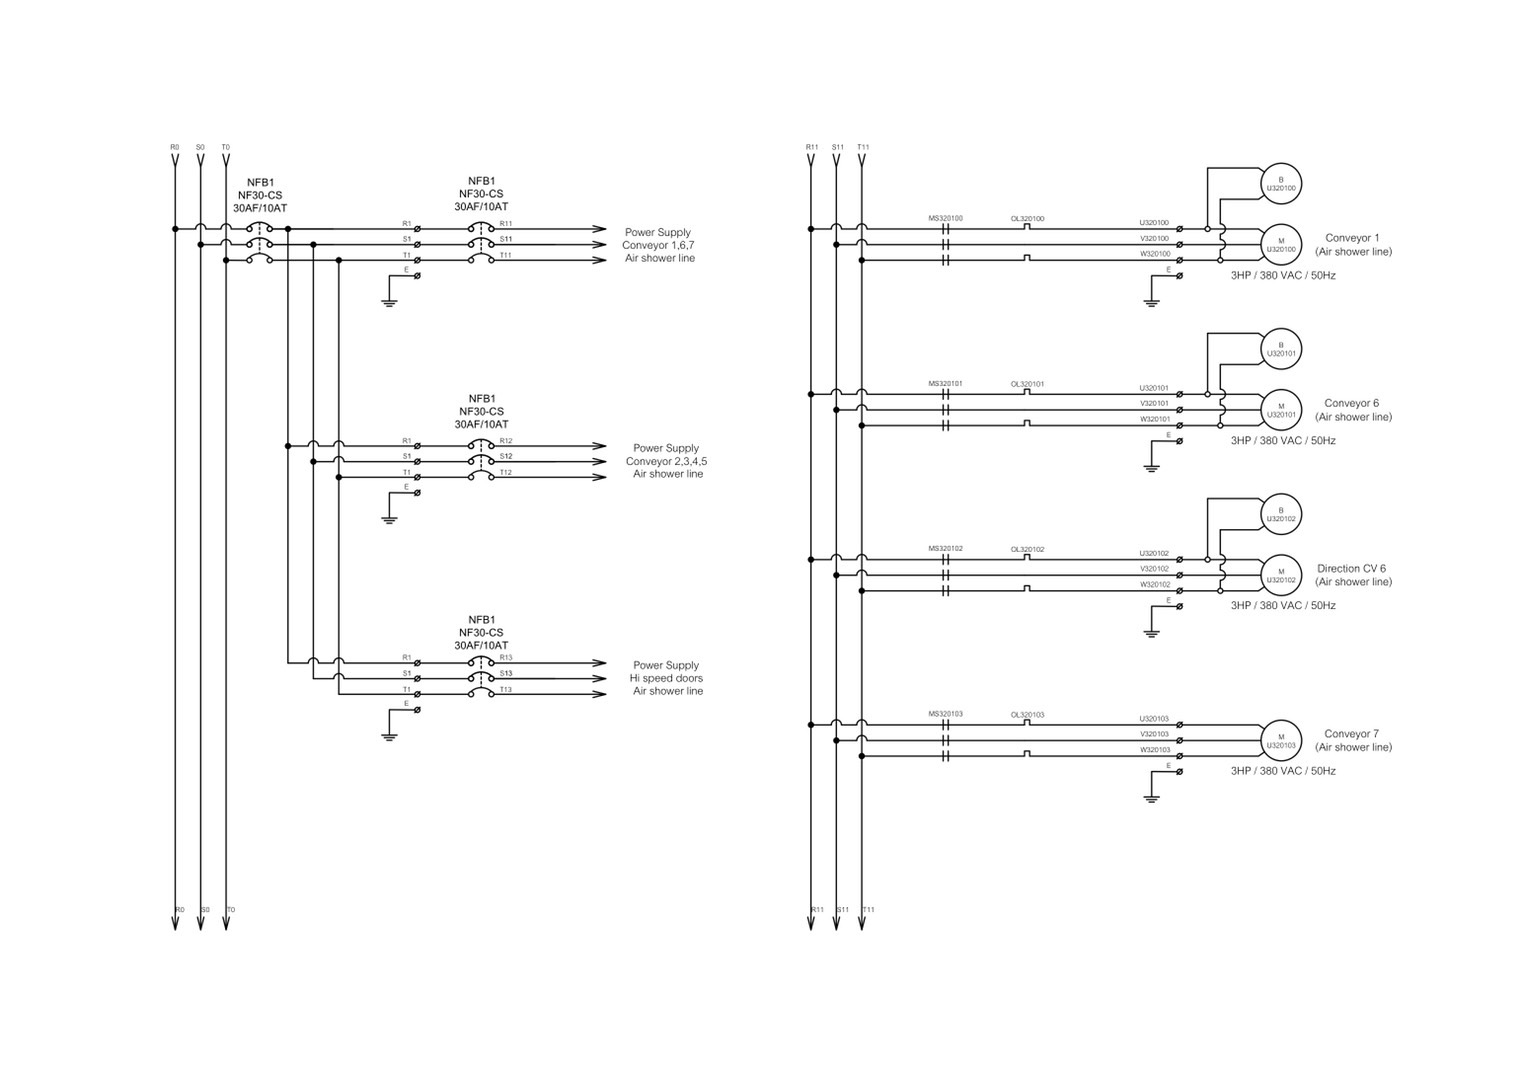 R0 S0 T0
NFB1
NF30-CS
30AF/10AT
NFB1
NF30-CS
30AF/10AT
R1 R11
S1 S11
T1 T11
E
Power Supply
Conveyor 1,6,7
Air shower line
NFB1
NF30-CS
30AF/10AT
R1 R12
S1 S12
T1 T12
E
Power Supply
Conveyor 2,3,4,5
Air shower line
NFB1
NF30-CS
30AF/10AT
R1 R13
S1 S13
T1 T13
E
Power Supply
Hi speed doors
Air shower line
R0 S0 T0
R11 S11 T11
B
U320100
MS320100 OL320100 U320100
V320100
W320100
E
M
U320100
Conveyor 1
(Air shower line)
3HP / 380 VAC / 50Hz
B
U320101
MS320101 OL320101 U320101
V320101
W320101
E
M
U320101
Conveyor 6
(Air shower line)
3HP / 380 VAC / 50Hz
B
U320102
MS320102 OL320102 U320102
V320102
W320102
E
M
U320102
Direction CV 6
(Air shower line)
3HP / 380 VAC / 50Hz
MS320103 OL320103 U320103
V320103
W320103
E
M
U320103
Conveyor 7
(Air shower line)
3HP / 380 VAC / 50Hz
R11 S11 T11